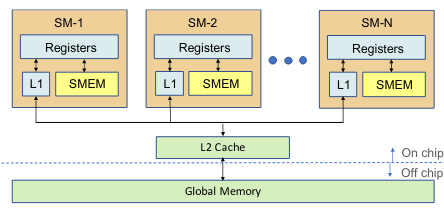 SM-1
SM-2
SM-N
Registers
Registers
Registers
L1
SMEM
L1
SMEM
L1
SMEM
L2 Cache
On chip
Off chip
Global Memory